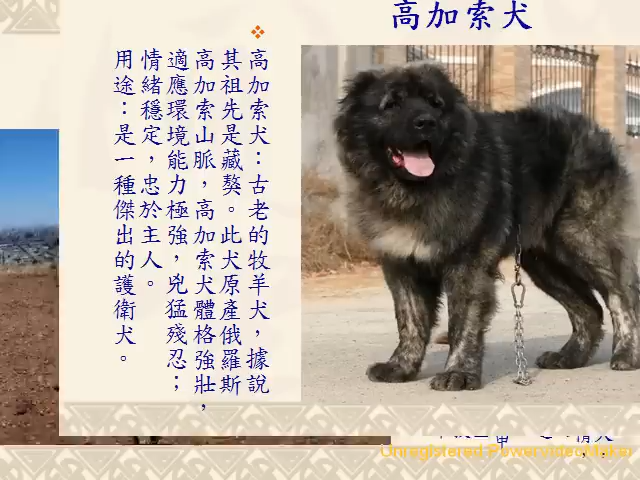 高加索犬
高加索犬：古老的牧羊犬，據說
其祖先是藏獒。此犬原產俄羅斯
高加索山脈，高加索犬體格強壯，
適應環境能力極強，兇猛殘忍；
情緒穩定，忠於主人。
用途：是一種傑出的護衛犬。
Unregistered PowerVideoMaker